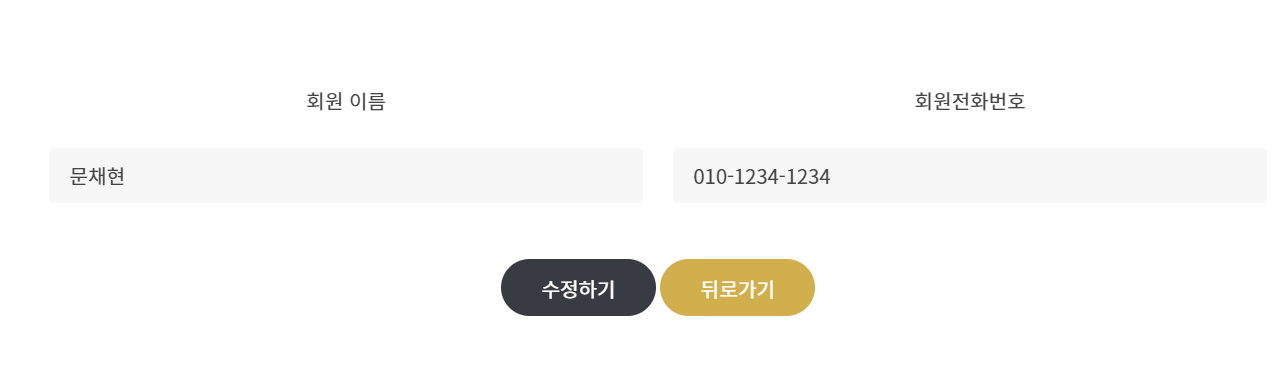 회원 이름
회원전화번호
문채현
010-1234-1234
수정하기
뒤로가기